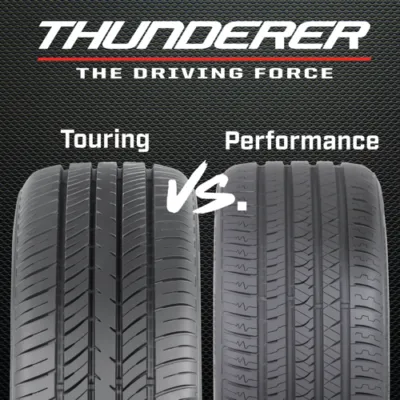 THUNDERER
THE DRIVING FORCE
Touring
Performance
VS.